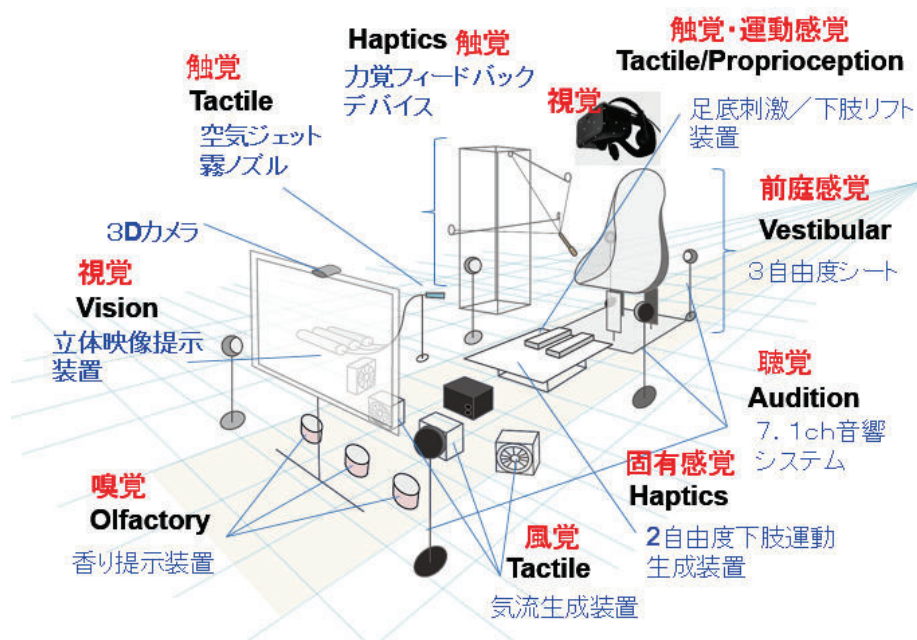 触覚
Tactile
空気ジェット
霧ノズル
Haptics 触覚
力覚フィードバック
デバイス
視覚
触覚・運動感覚
Tactile/Proprioception
足底刺激／下肢リフト
装置
前庭感覚
Vestibular
３自由度シート
３Dカメラ
視覚
Vision
立体映像提示
装置
聴覚
Audition
７．１ch音響
システム
固有感覚
Haptics
2自由度下肢運動
生成装置
嗅覚
Olfactory
香り提示装置
風覚
Tactile
気流生成装置